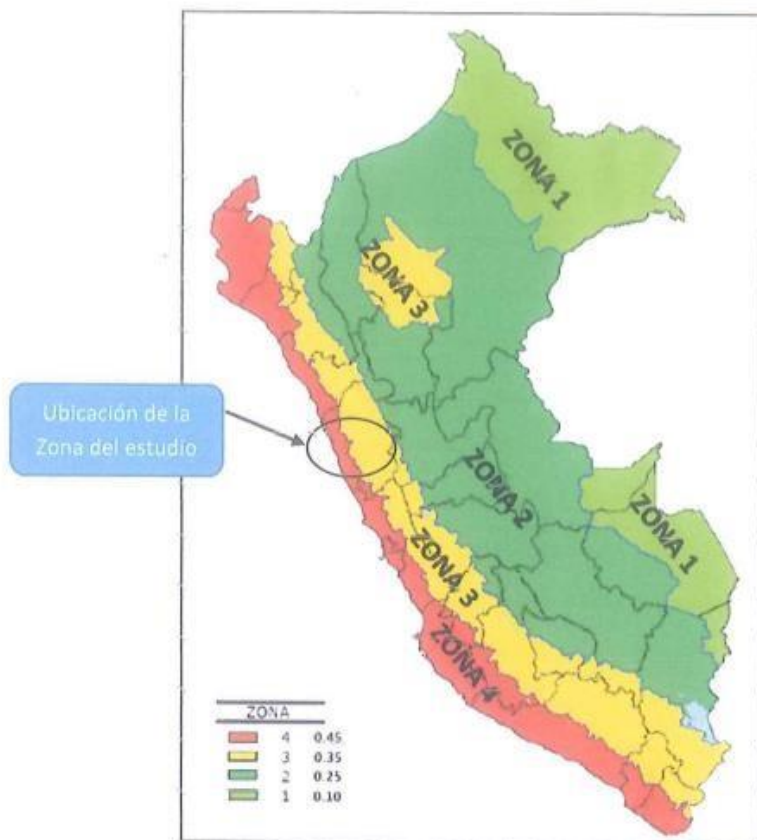 ZONA 1
ZONA 3
Ubicación de la
Zona del estudio
ZONA 2
ZONA 1
ZONA 3
ZONA 4
ZONA
4 0.45
3 0.35
2 0.25
1 0.10